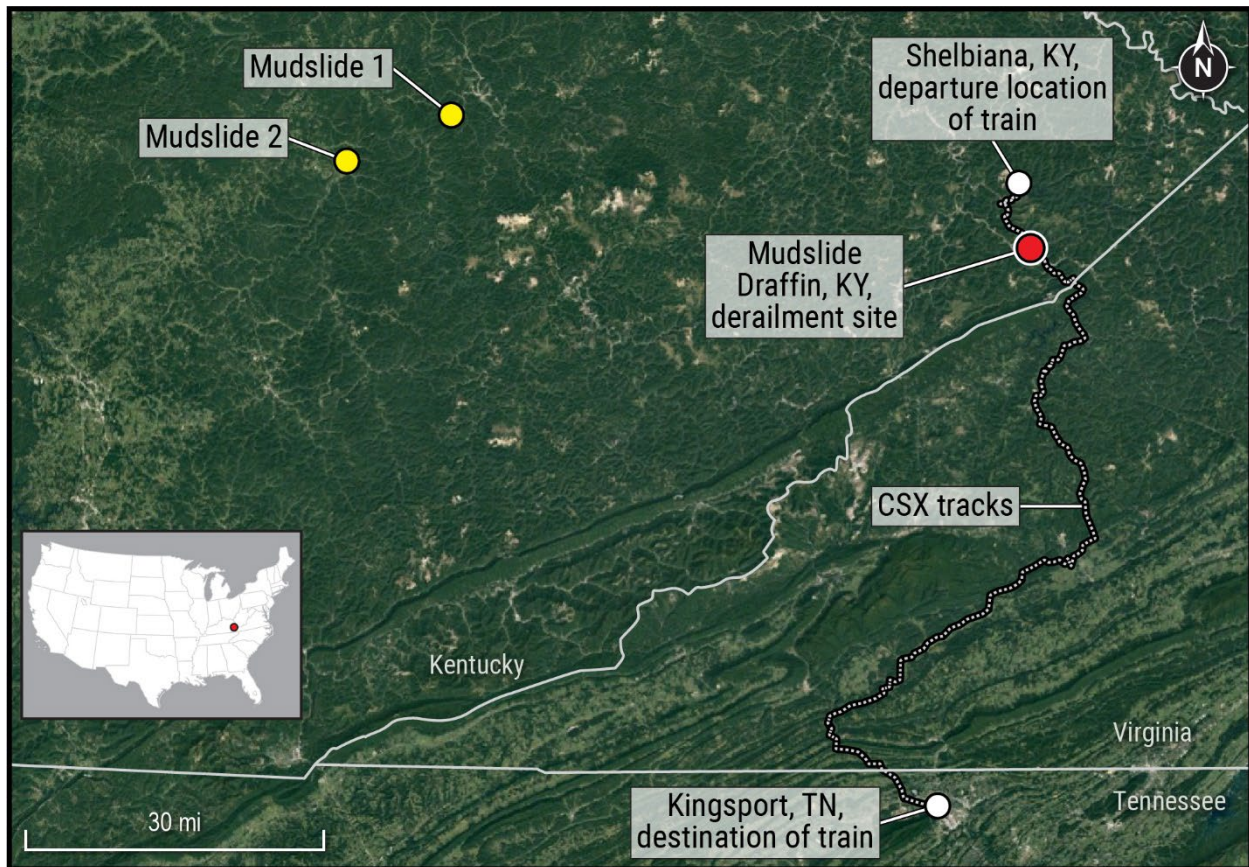 Mudslide 1
Mudslide 2
Shelbiana, KY,
departure location
of train
N
Mudslide
Draffin, KY,
derailment site
CSX tracks
Kentucky
Virginia
Tennessee
Kingsport, TN,
destination of train
30 mi